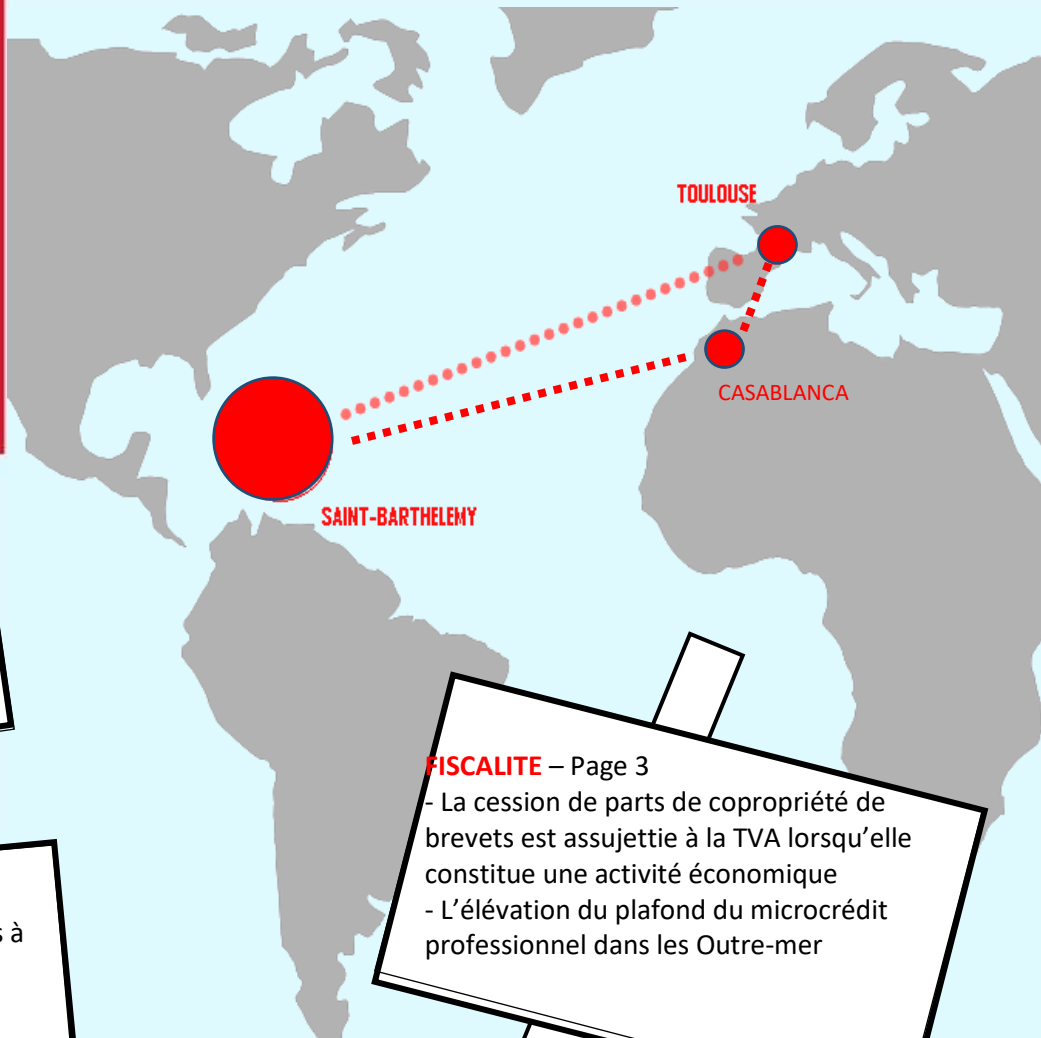 TOULOUSE
CASABLANCA
SAINT-BARTHELEMY
FISCALITE – Page 3
- La cession de parts de copropriété de
brevets est assujettie à la TVA lorsqu’elle
constitue une activité économique
- L’élévation du plafond du microcrédit
professionnel dans les Outre-mer
à